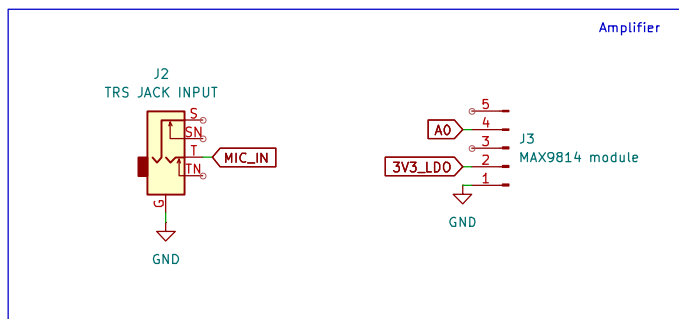 Amplifier
J2
TRS JACK INPUT
S
SN
T
TN
MIC_IN
G
GND
5
4
A0
3
2
3V3_LDO
1
J3
MAX9814 module
GND